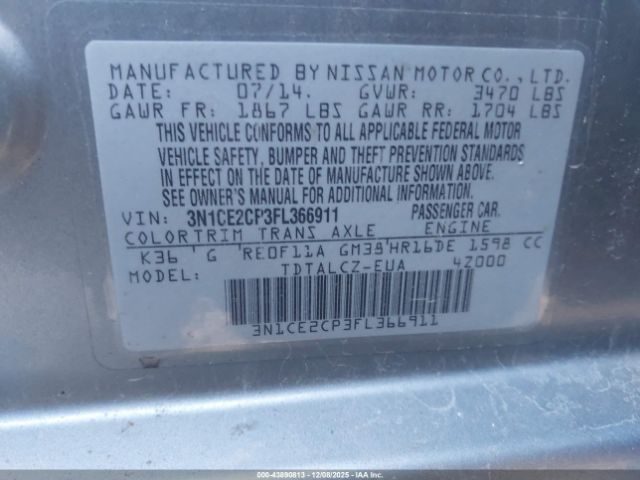 MANUFACTURED BY NISSAN MOTOR CO., LTD.
DATE: 07/14. GVWR: 3470 LBS
GAWR FR: 1867 LBS GAWR RR: 1704 LBS
THIS VEHICLE CONFORMS TO ALL APPLICABLE FEDERAL MOTOR
VEHICLE SAFETY, BUMPER AND THEFT PREVENTION STANDARDS
IN EFFECT ON THE DATE OF MANUFACTURE SHOWN ABOVE.
SEE OWNER'S MANUAL FOR ADDITIONAL INFORMATION.
VIN: 3N1CE2CP3FL366911 PASSENGER CAR.
COLOR TRIM TRANS AXLE ENGINE
K36 G RE0F11A GM38 HR16DE 1598 CC
MODEL: TDTALCZ-EUA 4Z000
3N1CE2CP3FL366911
000-43890813 | 12/08/2025 - IAAI.COM